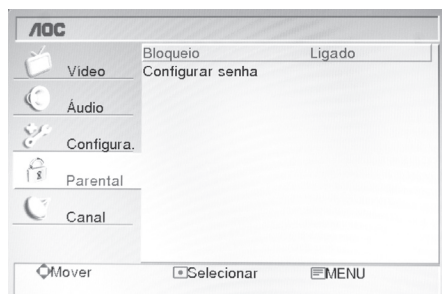 AOC
Vídeo
Áudio
Configura.
Parental
Canal
Bloqueio Ligado
Configurar senha
Mover Selecionar MENU